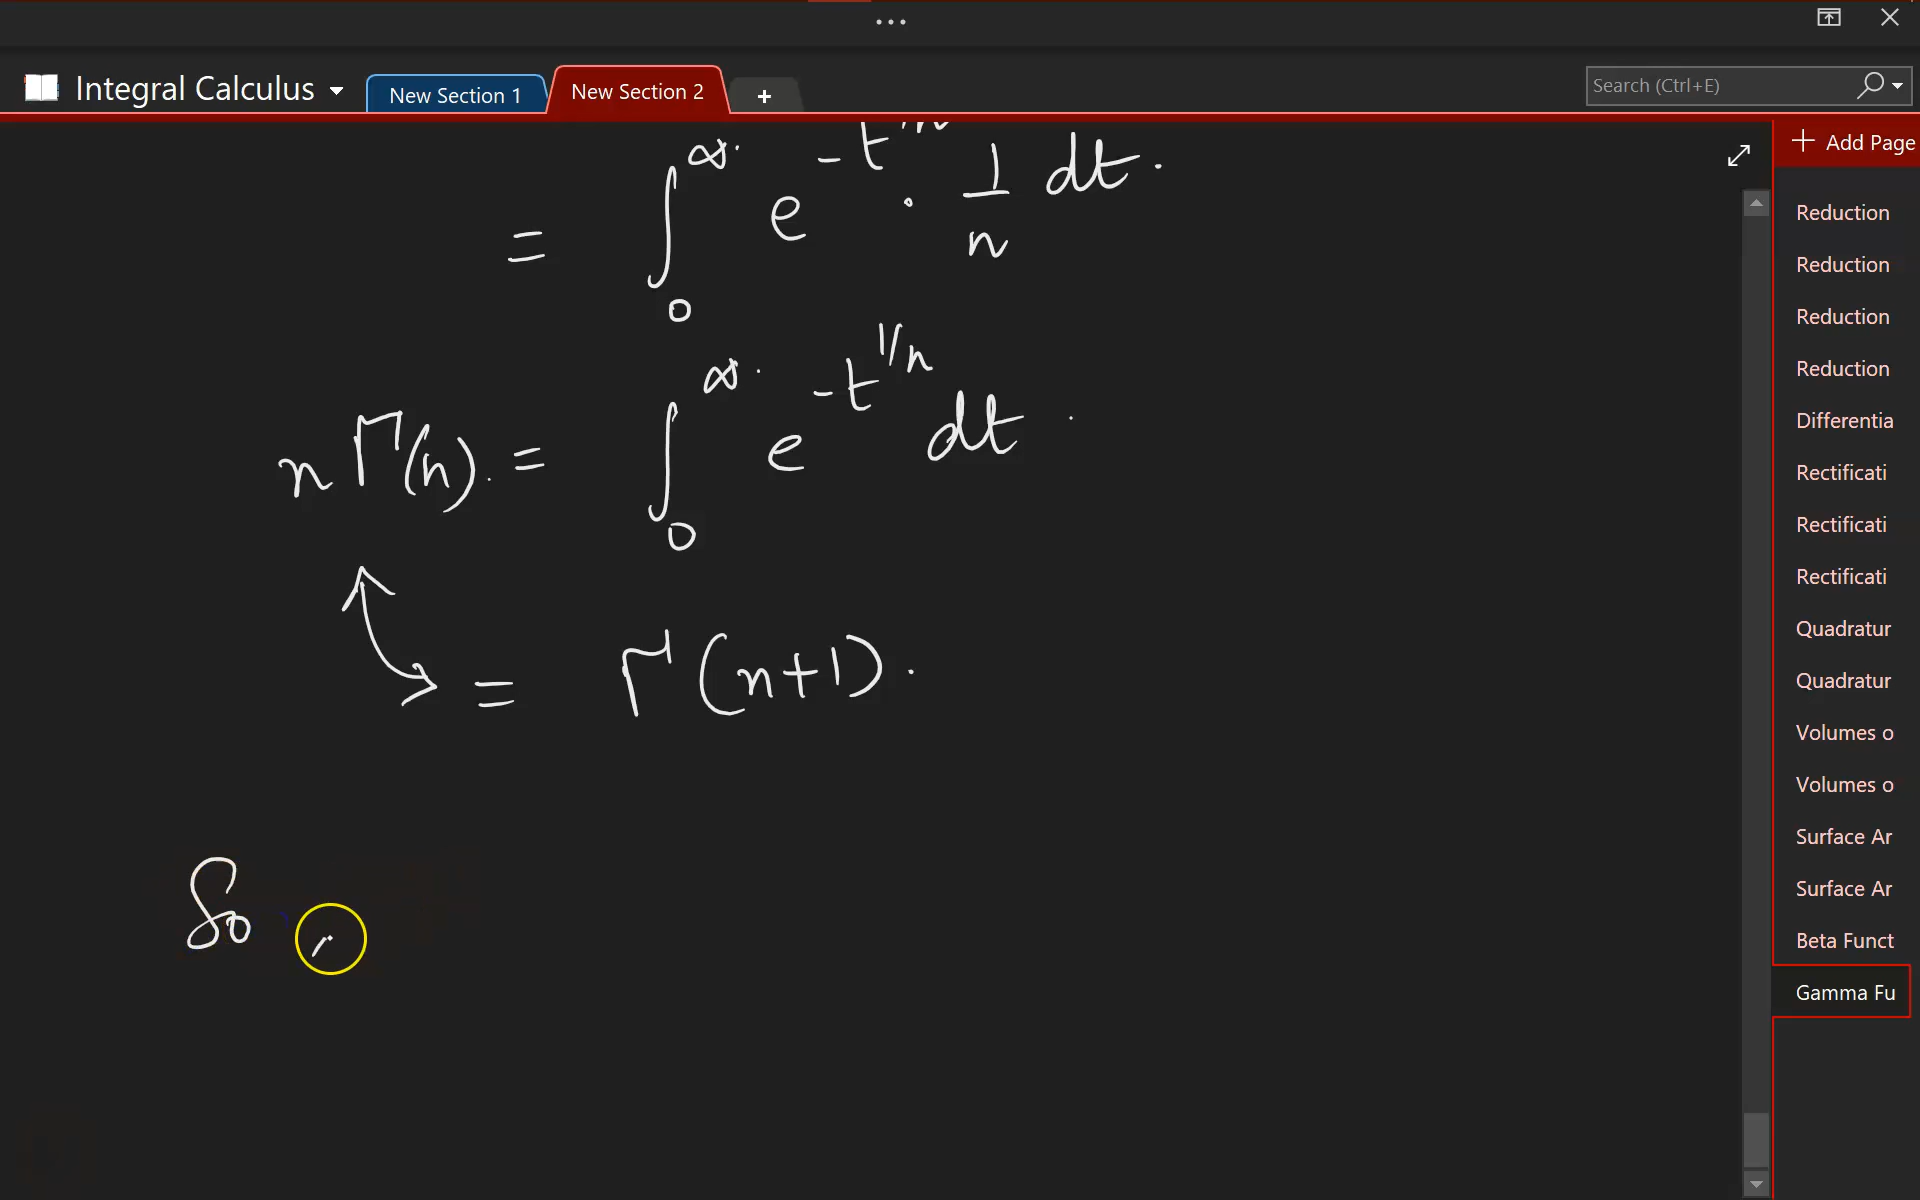 ...
Integral Calculus
New Section 1
New Section 2
+
Search (Ctrl+E)
+ Add Page
= ∫₀^∞ e^{-t^{1/n}} · 1/n dt.
n Γ(n). = ∫₀^∞ e^{-t^{1/n}} dt.
= Γ(n+1).
So,
Reduction
Reduction
Reduction
Reduction
Differentia
Rectificati
Rectificati
Rectificati
Quadratur
Quadratur
Volumes o
Volumes o
Surface Ar
Surface Ar
Beta Funct
Gamma Fu